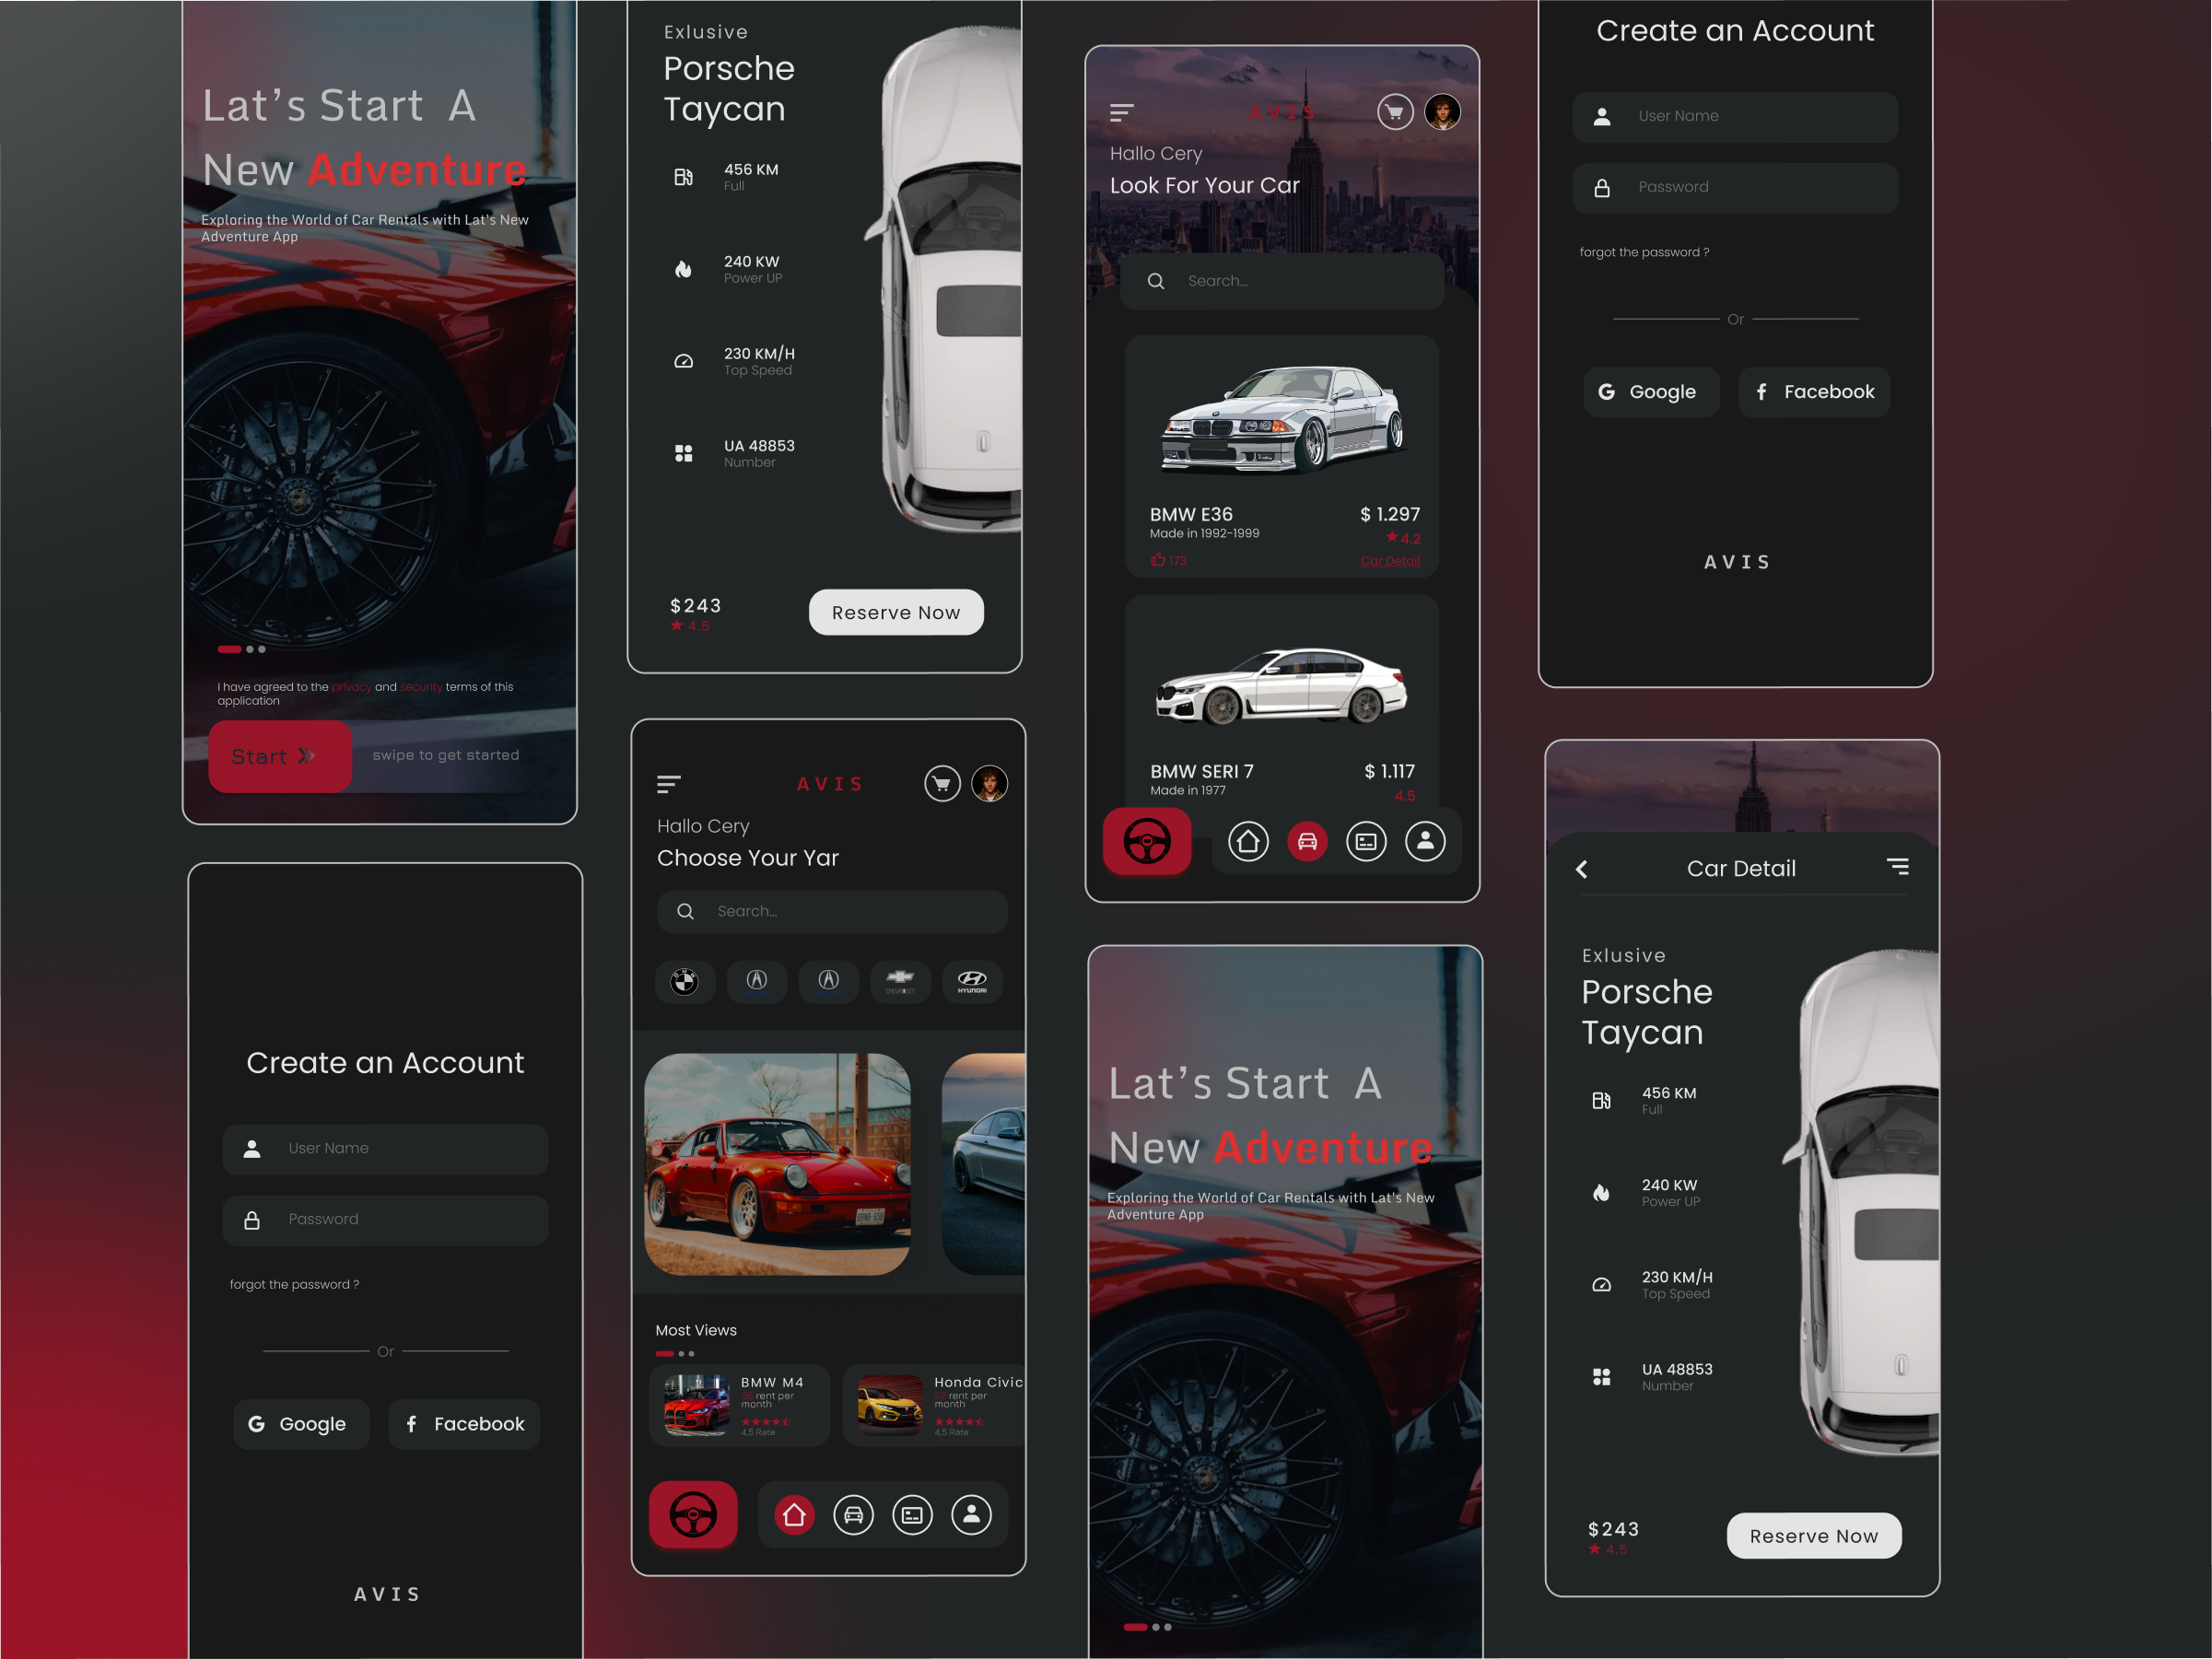 Lat's Start A
New Adventure
Exploring the World of Car Rentals with Lat's New
Adventure App
I have agreed to the privacy and security terms of this
application
Start
swipe to get started
Create an Account
User Name
Password
forgot the password ?
Or
Google
Facebook
AVIS
Exlusive
Porsche
Taycan
456 KM
Full
240 KW
Power UP
230 KM/H
Top Speed
UA 48853
Number
$243
4.5
Reserve Now
AVIS
Hallo Cery
Choose Your Yar
Search...
CHEVROLET
HYUNDAI
Most Views
BMW M4
rent per
month
4,5 Rate
Honda Civic
rent per
month
4,5 Rate
AVIS
Hallo Cery
Look For Your Car
Search...
BMW E36
$ 1.297
Made in 1992-1999
4.2
173
Car Detail
BMW SERI 7
$ 1.117
Made in 1977
4.5
Lat's Start A
New Adventure
Exploring the World of Car Rentals with Lat's New
Adventure App
Create an Account
User Name
Password
forgot the password ?
Or
Google
Facebook
AVIS
Car Detail
Exlusive
Porsche
Taycan
456 KM
Full
240 KW
Power UP
230 KM/H
Top Speed
UA 48853
Number
$243
4.5
Reserve Now